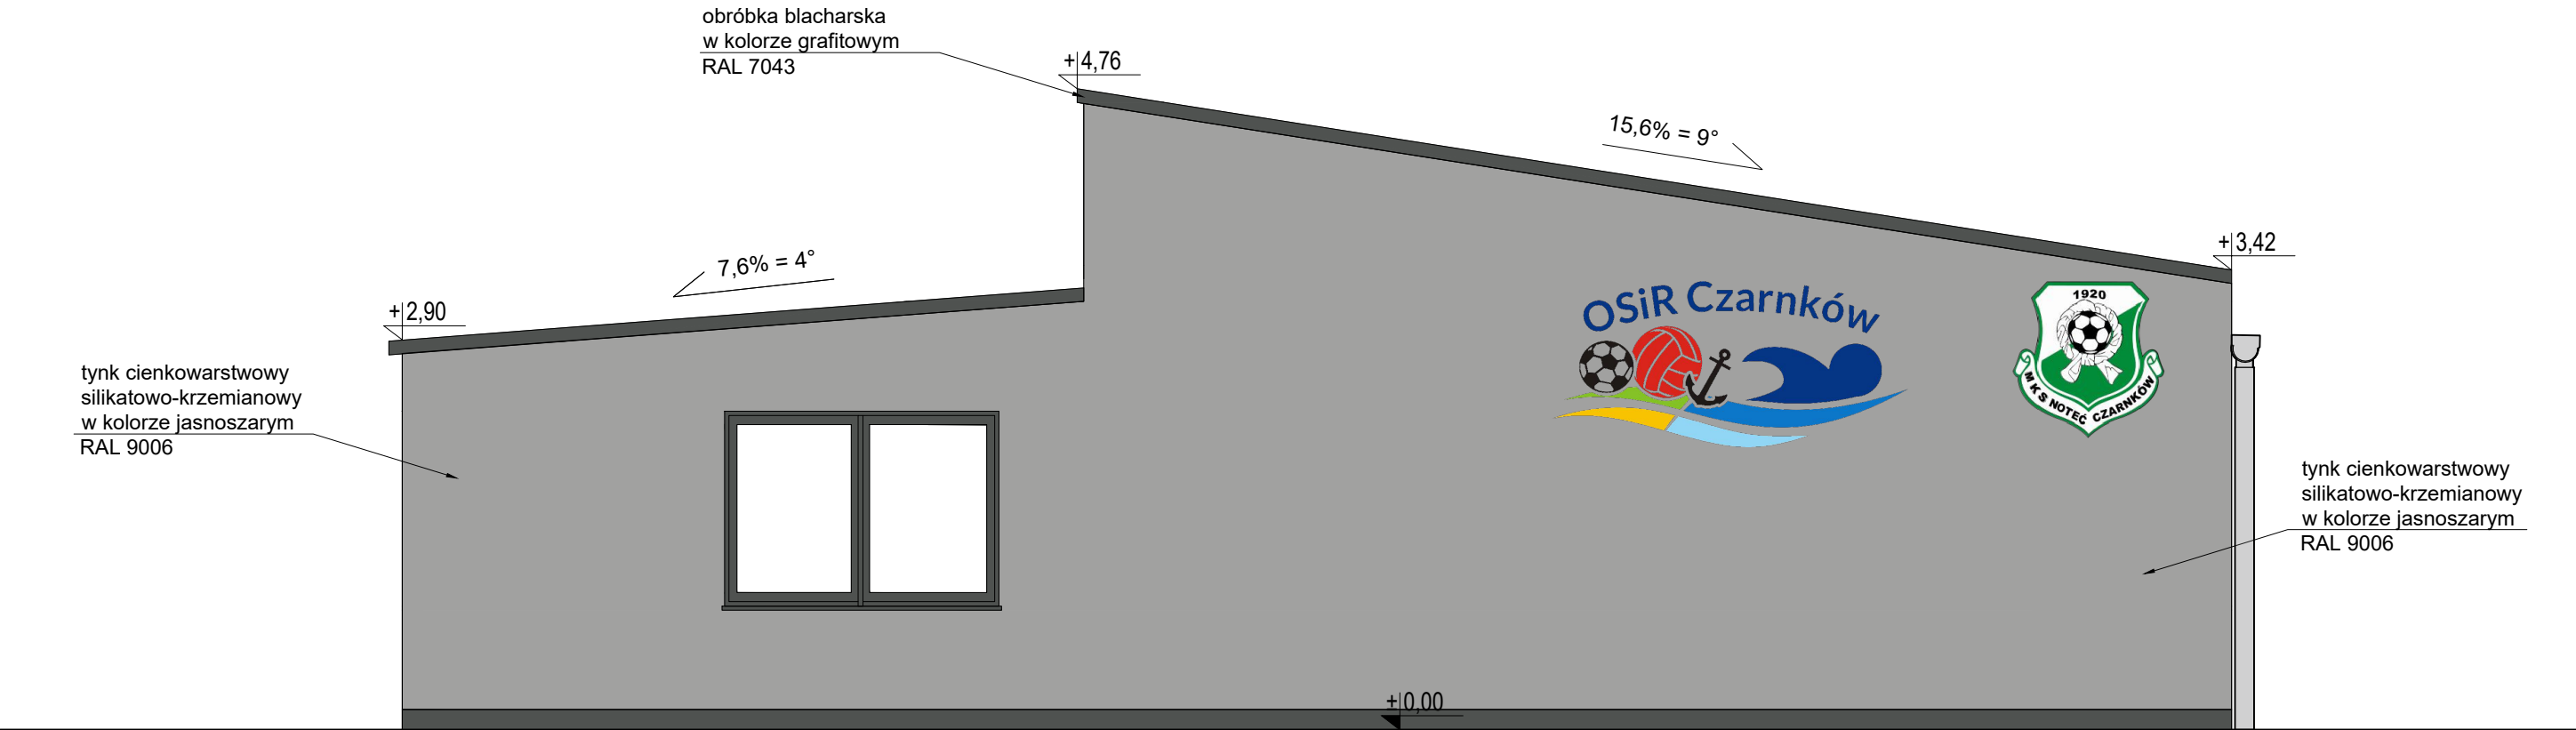 obróbka blacharska
w kolorze grafitowym
RAL 7043
+4,76
15,6% = 9°
+3,42
7,6% = 4°
+2,90
tynk cienkowarstwowy
silikatowo-krzemianowy
w kolorze jasnoszarym
RAL 9006
OSiR Czarnków
1920
MKS NOTEĆ CZARNKÓW
tynk cienkowarstwowy
silikatowo-krzemianowy
w kolorze jasnoszarym
RAL 9006
±0,00